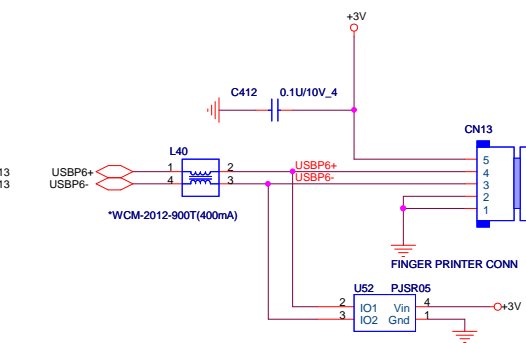 +3V
C412 0.1U/10V_4
CN13
L40
13 USBP6+ 1 2 USBP6+ 5
13 USBP6- 4 3 USBP6- 4
3
2
1
*WCM-2012-900T(400mA)
FINGER PRINTER CONN
U52 PJSR05
2 IO1 Vin 4 +3V
3 IO2 Gnd 1